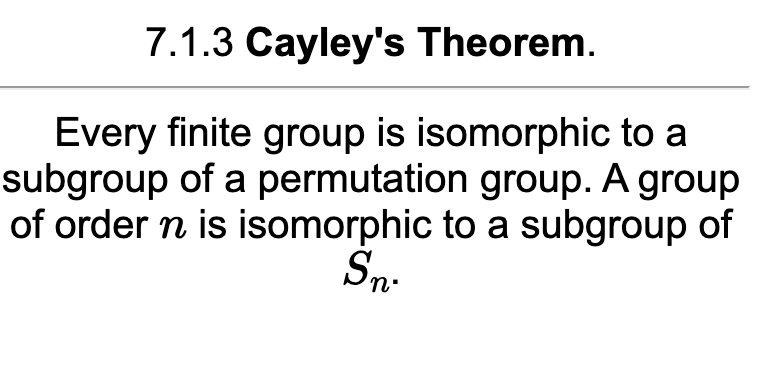 7.1.3 Cayley's Theorem.
Every finite group is isomorphic to a
subgroup of a permutation group. A group
of order n is isomorphic to a subgroup of
Sₙ.